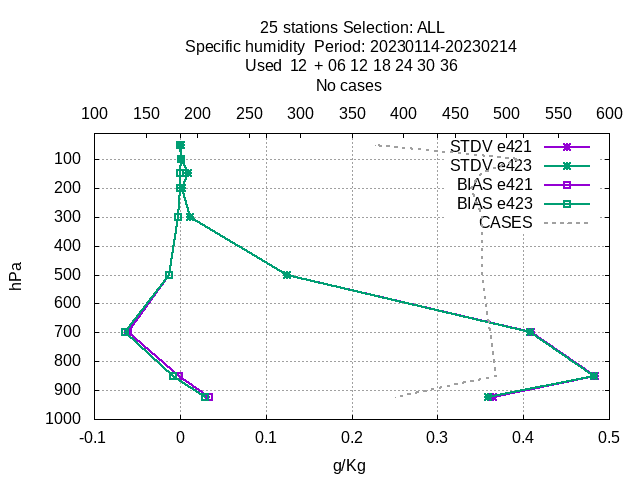 25 stations Selection: ALL
Specific humidity  Period: 20230114-20230214
Used  12  + 06 12 18 24 30 36
No cases
100 150 200 250 300 350 400 450 500 550 600
STDV e421
100
STDV e423
BIAS e421
200
BIAS e423
300
CASES
400
500
hPa
600
700
800
900
1000
-0.1 0 0.1 0.2 0.3 0.4 0.5
g/Kg